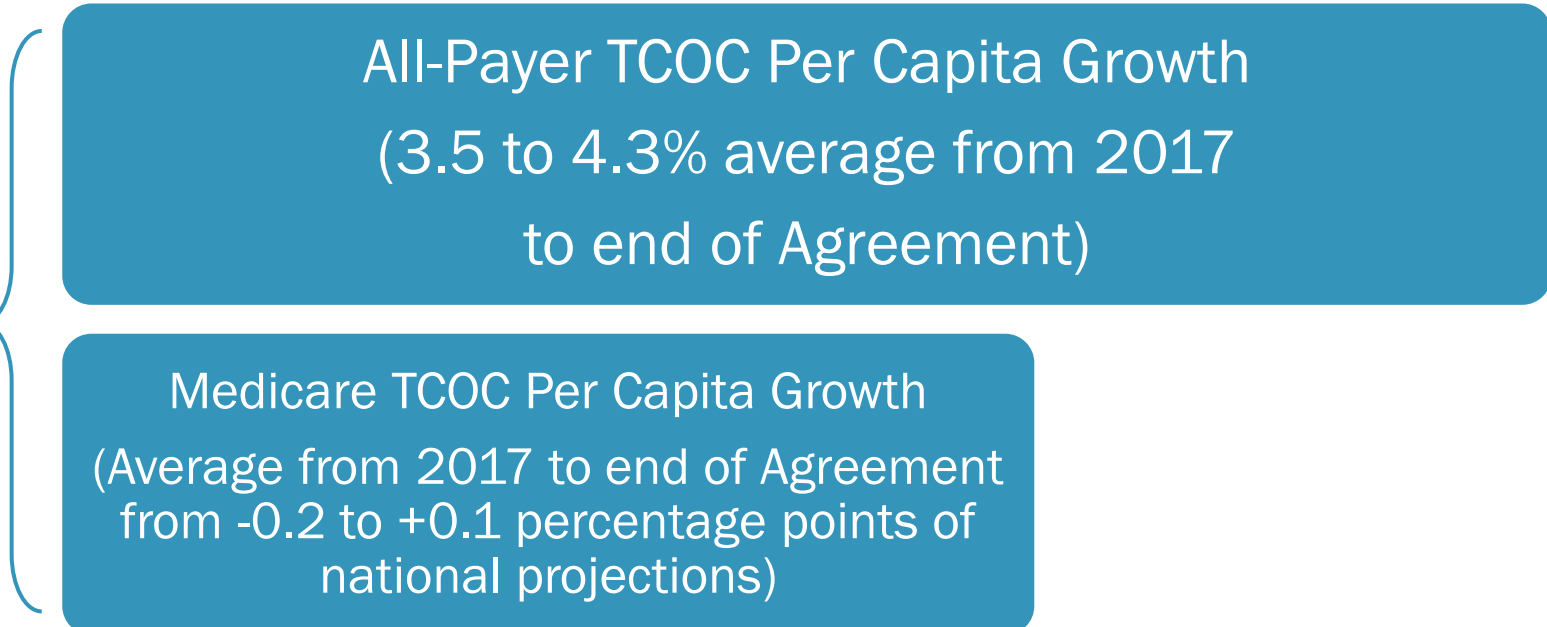 All-Payer TCOC Per Capita Growth
(3.5 to 4.3% average from 2017
to end of Agreement)
Medicare TCOC Per Capita Growth
(Average from 2017 to end of Agreement
from -0.2 to +0.1 percentage points of
national projections)